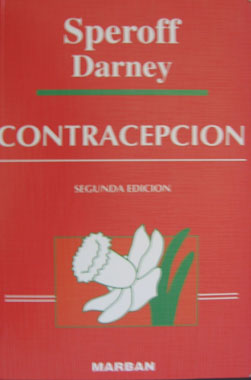 Speroff
Darney
CONTRACEPCION
SEGUNDA EDICION
MARBAN